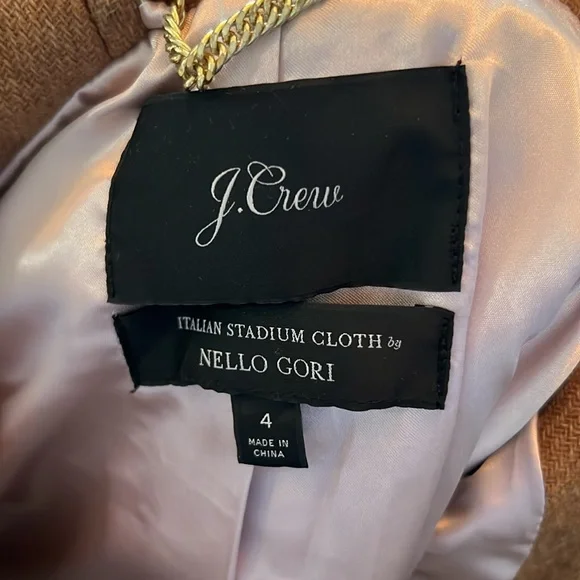 J.Crew
ITALIAN STADIUM CLOTH by
NELLO GORI
4
MADE IN
CHINA